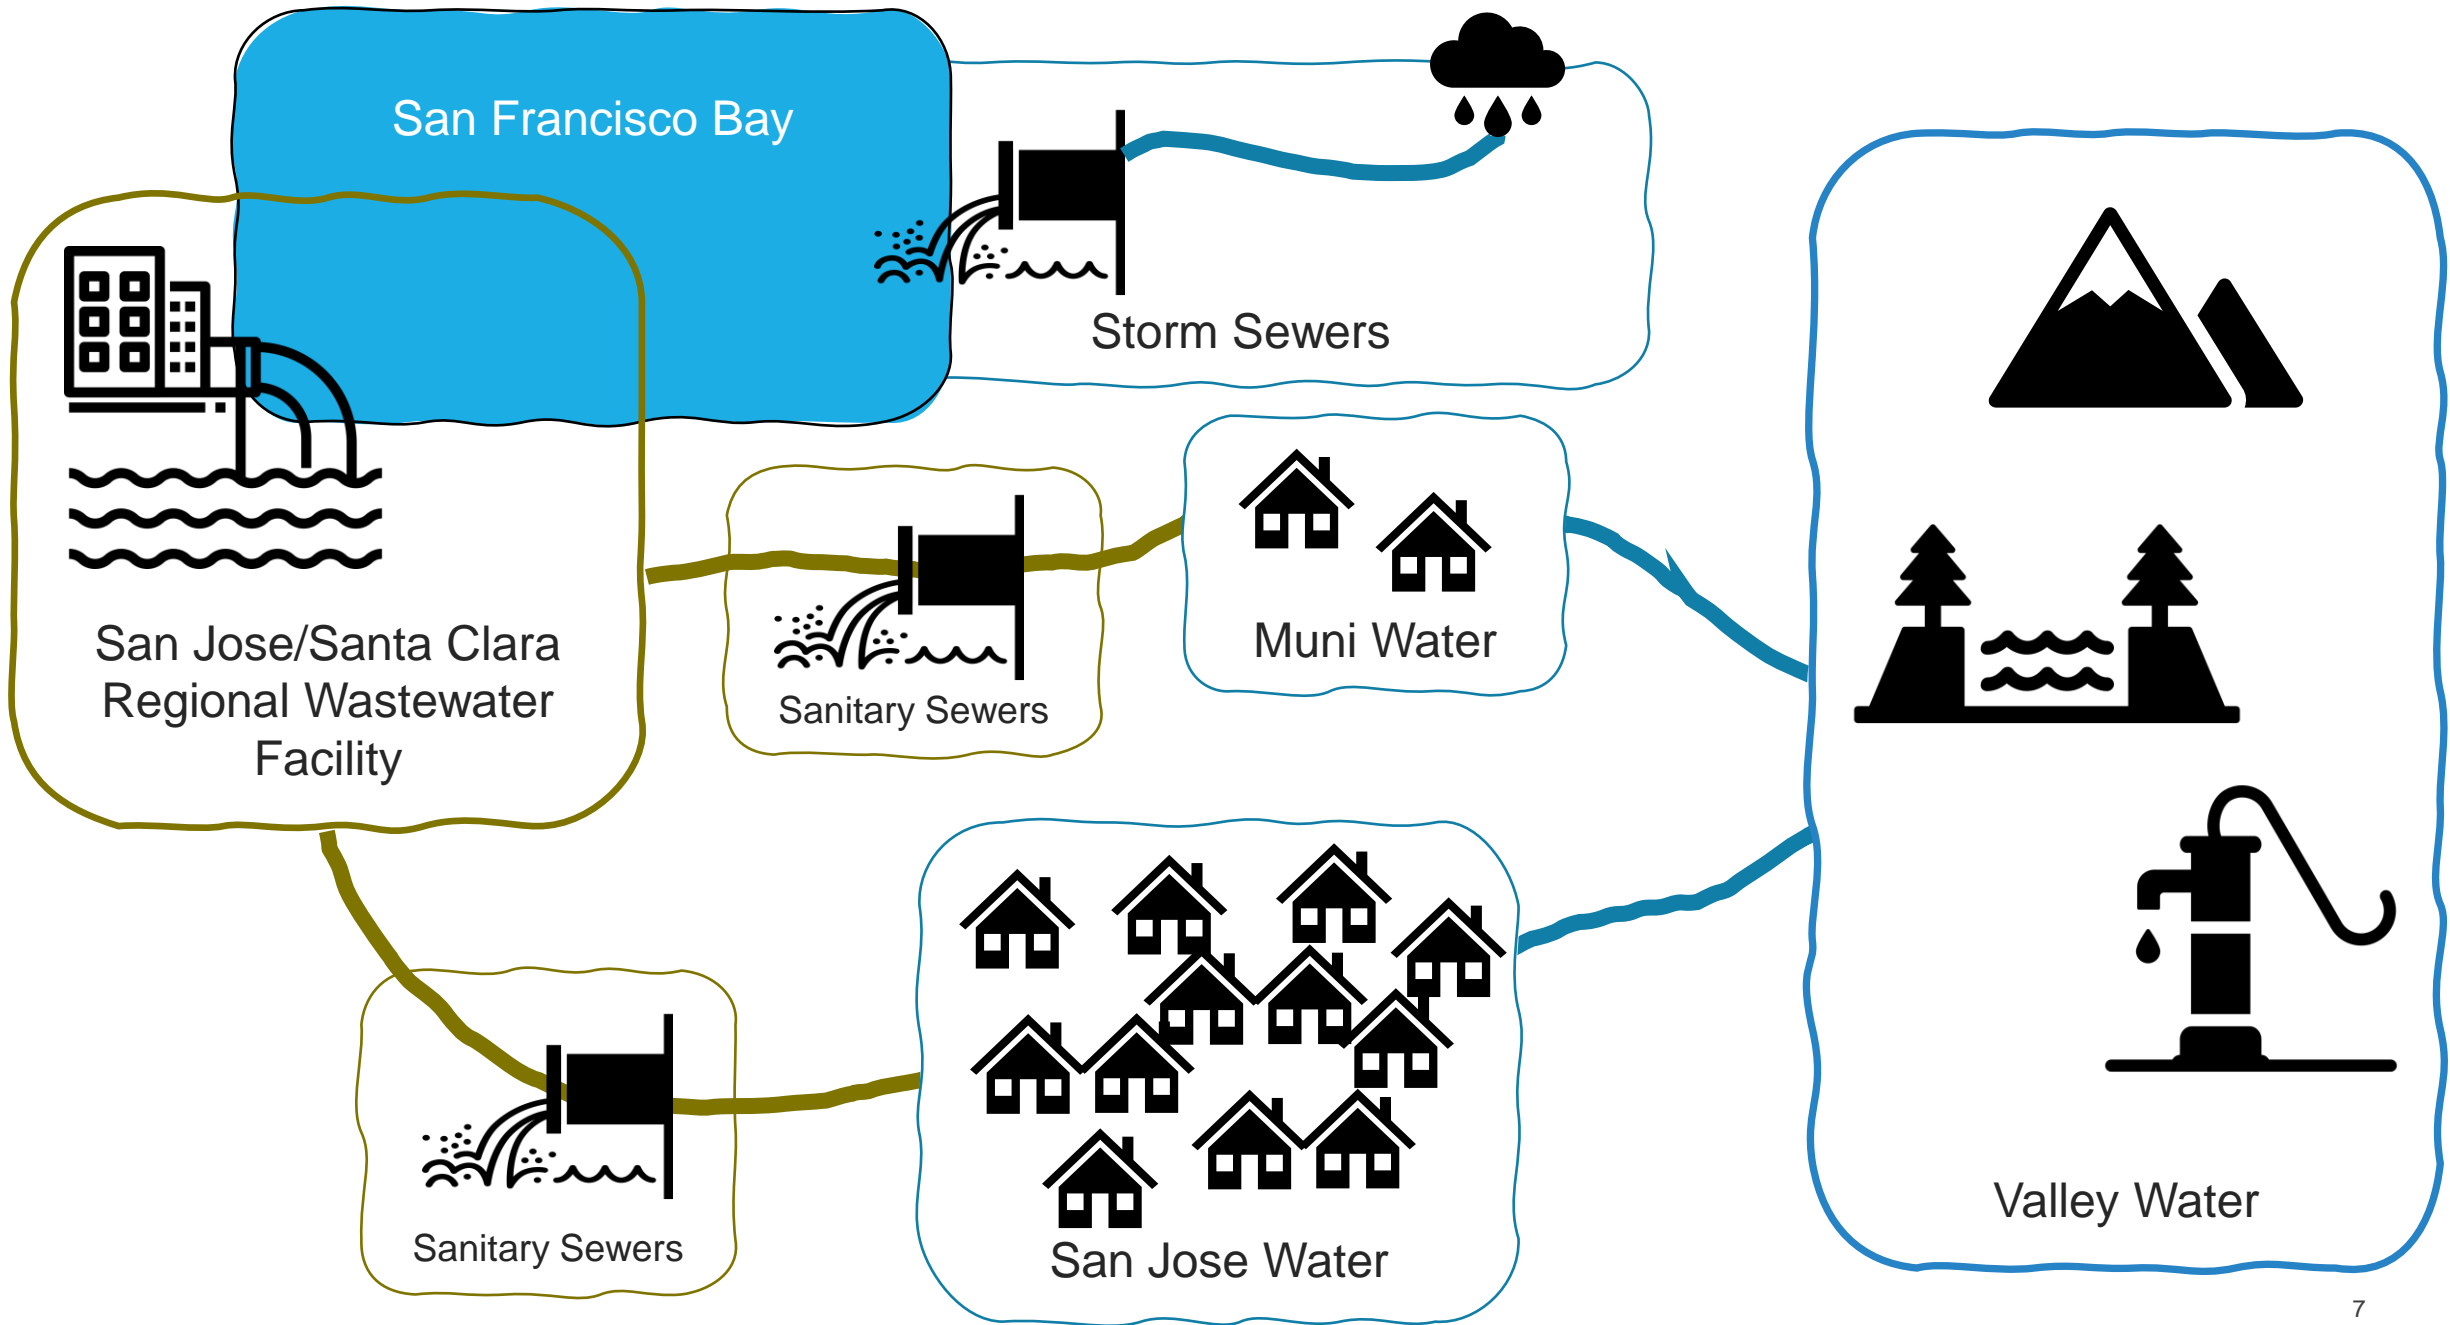 San Francisco Bay
Storm Sewers
San Jose/Santa Clara
Regional Wastewater
Facility
Sanitary Sewers
Muni Water
Sanitary Sewers
San Jose Water
Valley Water
7